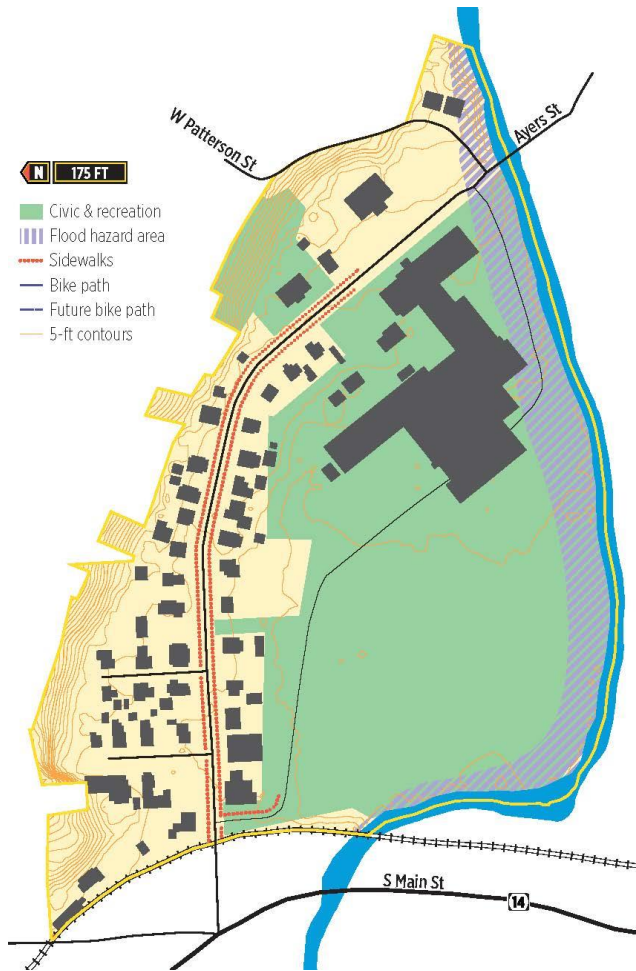 W Patterson St
Ayers St
N 175 FT
Civic & recreation
Flood hazard area
Sidewalks
Bike path
Future bike path
5-ft contours
S Main St
14